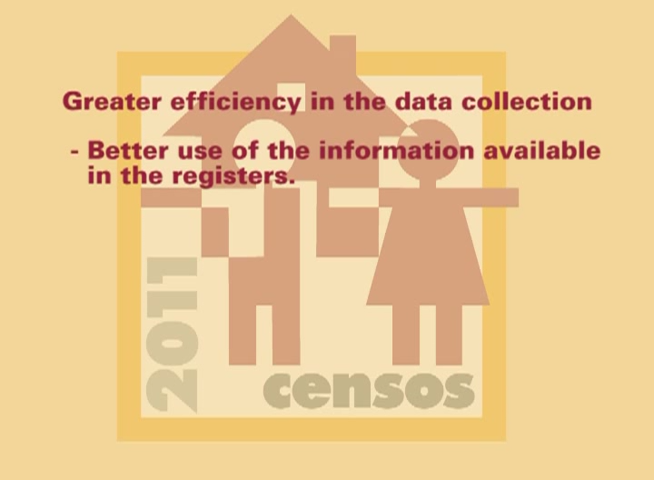 Greater efficiency in the data collection
- Better use of the information available
in the registers.
2011
censos